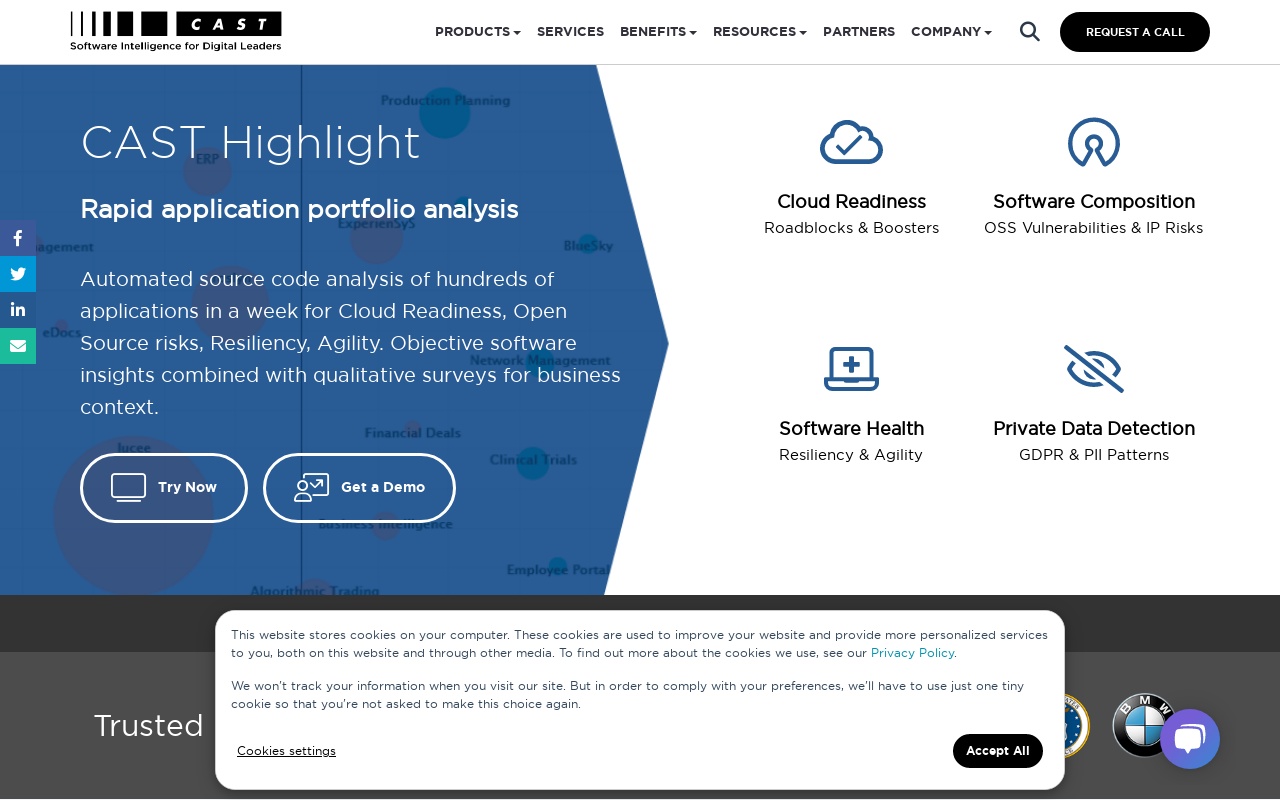 CAST
Software Intelligence for Digital Leaders
PRODUCTS
SERVICES
BENEFITS
RESOURCES
PARTNERS
COMPANY
REQUEST A CALL
CAST Highlight
Rapid application portfolio analysis
Automated source code analysis of hundreds of
applications in a week for Cloud Readiness, Open
Source risks, Resiliency, Agility. Objective software
insights combined with qualitative surveys for business
context.
Try Now
Get a Demo
Production Planning
ERP
ExperienSyS
BlueSky
agement
eDocs
Network Management
Financial Deals
lucee
Clinical Trials
Business Intelligence
Employee Portal
Algorithmic Trading
Cloud Readiness
Roadblocks & Boosters
Software Composition
OSS Vulnerabilities & IP Risks
Software Health
Resiliency & Agility
Private Data Detection
GDPR & PII Patterns
Trusted
BMW
This website stores cookies on your computer. These cookies are used to improve your website and provide more personalized services
to you, both on this website and through other media. To find out more about the cookies we use, see our Privacy Policy.
We won't track your information when you visit our site. But in order to comply with your preferences, we'll have to use just one tiny
cookie so that you're not asked to make this choice again.
Cookies settings
Accept All